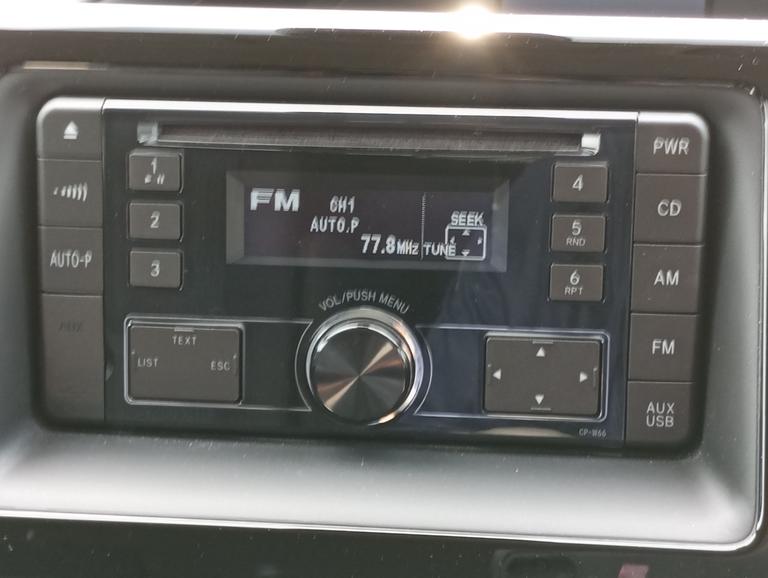 PWR
1
4
CD
FM
CH1
SEEK
AUTO.P
2
5
RND
AUTO-P
77.8MHz TUNE
3
6
RPT
AM
VOL/PUSH MENU
AUX
TEXT
LIST
ESC
FM
AUX
USB
CP-W66